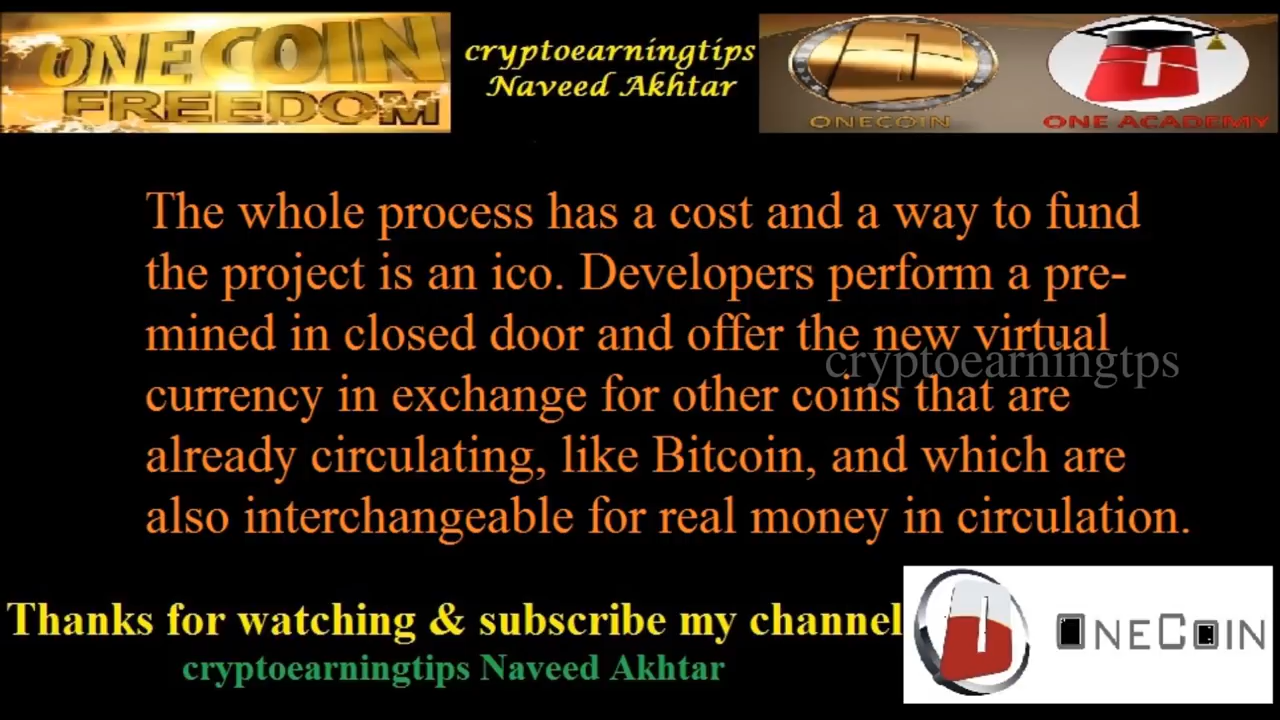 ONE COIN
FREEDOM
cryptoearningtips
Naveed Akhtar
ONECOIN
ONE ACADEMY
The whole process has a cost and a way to fund
the project is an ico. Developers perform a pre-
mined in closed door and offer the new virtual
cryptoearningtps
currency in exchange for other coins that are
already circulating, like Bitcoin, and which are
also interchangeable for real money in circulation.
Thanks for watching & subscribe my channel
cryptoearningtips Naveed Akhtar
ONECOIN